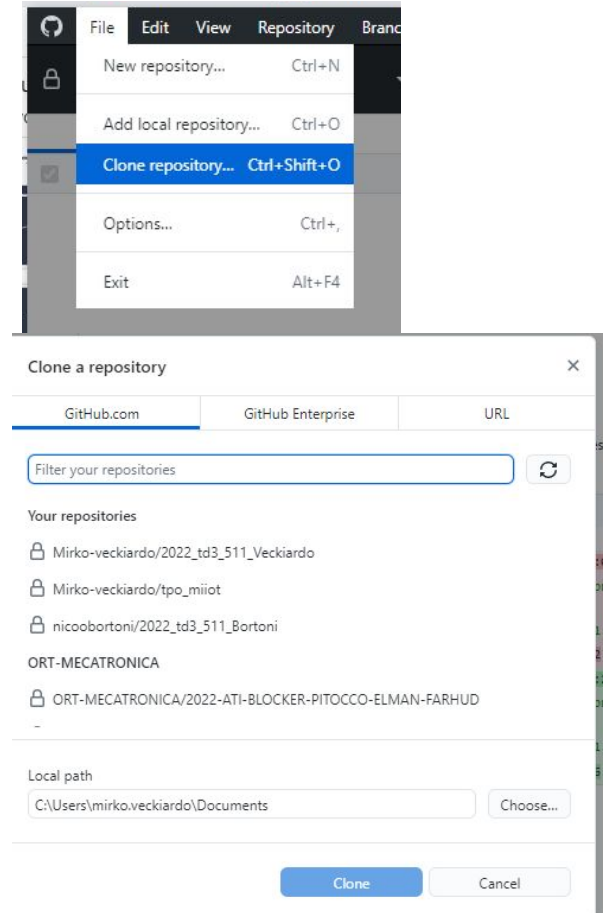 File Edit View Repository
New repository... Ctrl+N
Add local repository... Ctrl+O
Clone repository... Ctrl+Shift+O
Options... Ctrl+,
Exit Alt+F4
Clone a repository
GitHub.com GitHub Enterprise URL
Filter your repositories
Your repositories
Mirko-veckiardo/2022_td3_511_Veckiardo
Mirko-veckiardo/tpo_miiot
nicoobortoni/2022_td3_511_Bortoni
ORT-MECATRONICA
ORT-MECATRONICA/2022-ATI-BLOCKER-PITOCCO-ELMAN-FARHUD
Local path
C:\Users\mirko.veckiardo\Documents Choose...
Clone Cancel